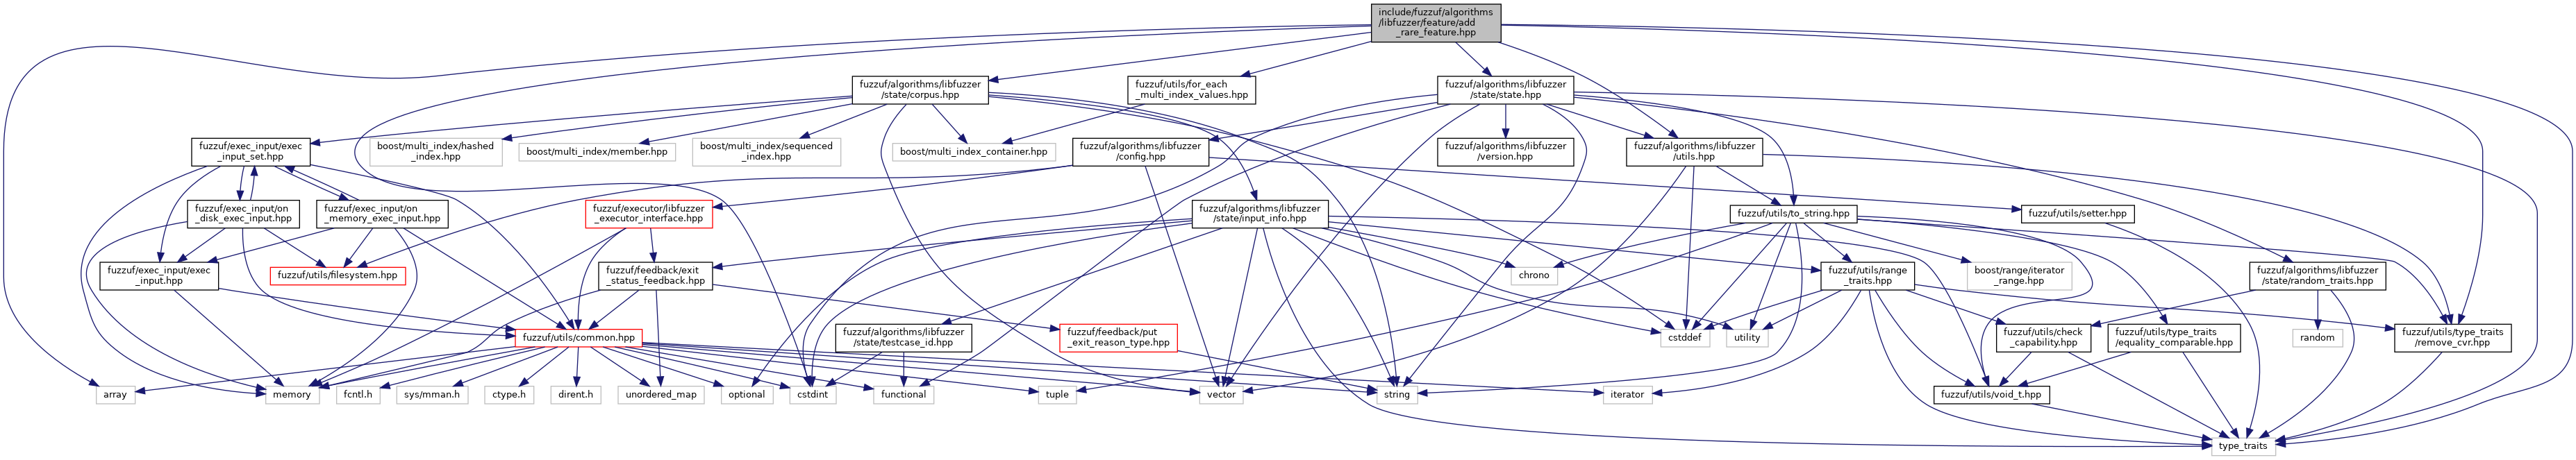 include/fuzzuf/algorithms
/libfuzzer/feature/add
_rare_feature.hpp
fuzzuf/algorithms/libfuzzer
/state/corpus.hpp
fuzzuf/utils/for_each
_multi_index_values.hpp
fuzzuf/algorithms/libfuzzer
/state/state.hpp
fuzzuf/exec_input/exec
_input_set.hpp
boost/multi_index/hashed
_index.hpp
boost/multi_index/member.hpp
boost/multi_index/sequenced
_index.hpp
boost/multi_index_container.hpp
fuzzuf/algorithms/libfuzzer
/config.hpp
fuzzuf/algorithms/libfuzzer
/version.hpp
fuzzuf/algorithms/libfuzzer
/utils.hpp
fuzzuf/exec_input/on
_disk_exec_input.hpp
fuzzuf/exec_input/on
_memory_exec_input.hpp
fuzzuf/executor/libfuzzer
_executor_interface.hpp
fuzzuf/algorithms/libfuzzer
/state/input_info.hpp
fuzzuf/utils/to_string.hpp
fuzzuf/utils/setter.hpp
fuzzuf/exec_input/exec
_input.hpp
fuzzuf/utils/filesystem.hpp
fuzzuf/feedback/exit
_status_feedback.hpp
chrono
fuzzuf/utils/range
_traits.hpp
boost/range/iterator
_range.hpp
fuzzuf/algorithms/libfuzzer
/state/random_traits.hpp
fuzzuf/utils/common.hpp
fuzzuf/algorithms/libfuzzer
/state/testcase_id.hpp
fuzzuf/feedback/put
_exit_reason_type.hpp
cstddef
utility
fuzzuf/utils/check
_capability.hpp
fuzzuf/utils/type_traits
/equality_comparable.hpp
random
fuzzuf/utils/type_traits
/remove_cvr.hpp
array
memory
fcntl.h
sys/mman.h
ctype.h
dirent.h
unordered_map
optional
cstdint
functional
tuple
vector
string
iterator
fuzzuf/utils/void_t.hpp
type_traits